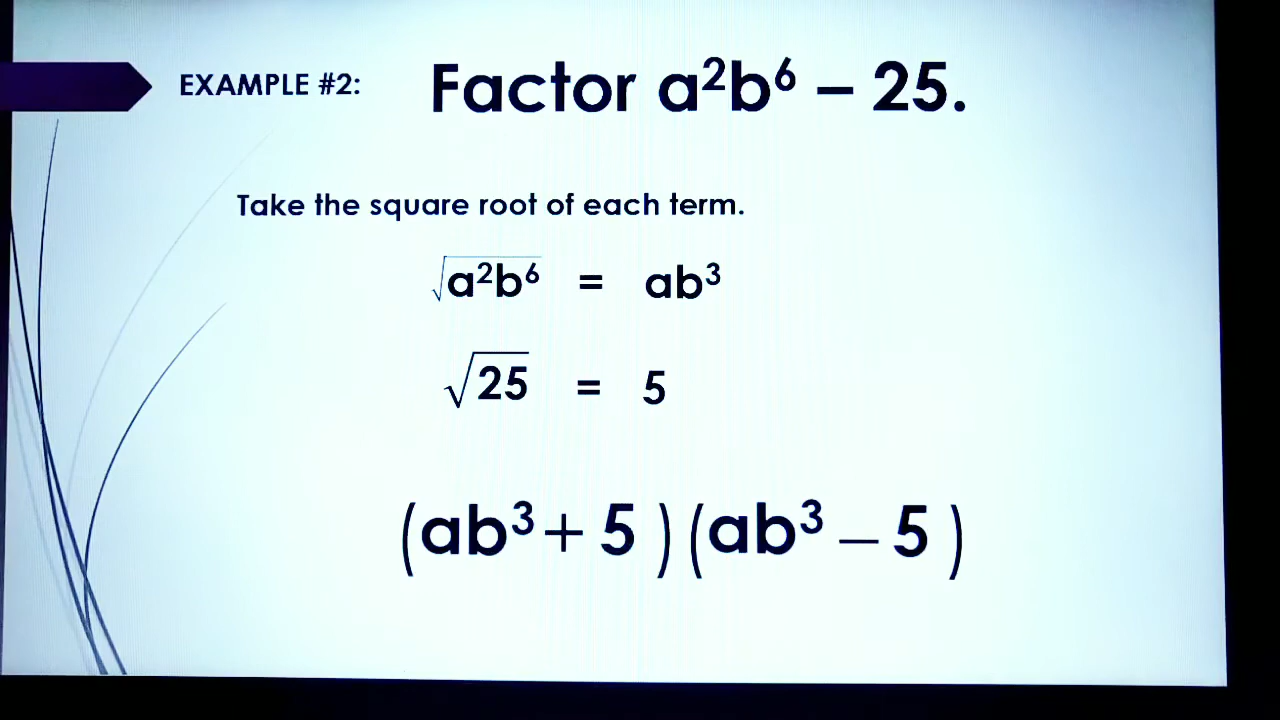 EXAMPLE #2: Factor a²b⁶ – 25.
Take the square root of each term.
√a²b⁶ = ab³
√25 = 5
(ab³+ 5 )(ab³ – 5 )